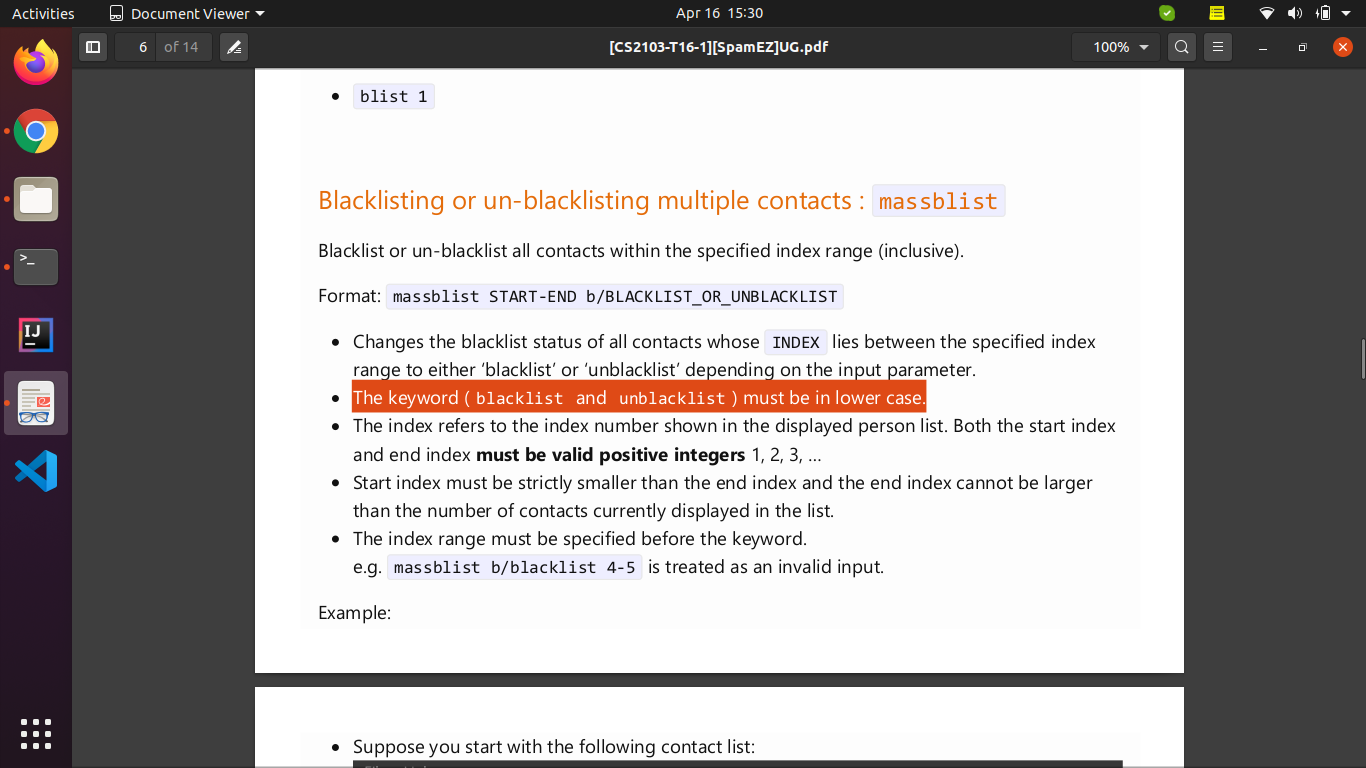 Activities Document Viewer Apr 16 15:30
6 of 14 [CS2103-T16-1][SpamEZ]UG.pdf 100%
• blist 1
Blacklisting or un-blacklisting multiple contacts : massblist
Blacklist or un-blacklist all contacts within the specified index range (inclusive).
Format: massblist START-END b/BLACKLIST_OR_UNBLACKLIST
• Changes the blacklist status of all contacts whose INDEX lies between the specified index
range to either ‘blacklist’ or ‘unblacklist’ depending on the input parameter.
• The keyword ( blacklist and unblacklist ) must be in lower case.
• The index refers to the index number shown in the displayed person list. Both the start index
and end index must be valid positive integers 1, 2, 3, …
• Start index must be strictly smaller than the end index and the end index cannot be larger
than the number of contacts currently displayed in the list.
• The index range must be specified before the keyword.
e.g. massblist b/blacklist 4-5 is treated as an invalid input.
Example:
• Suppose you start with the following contact list: